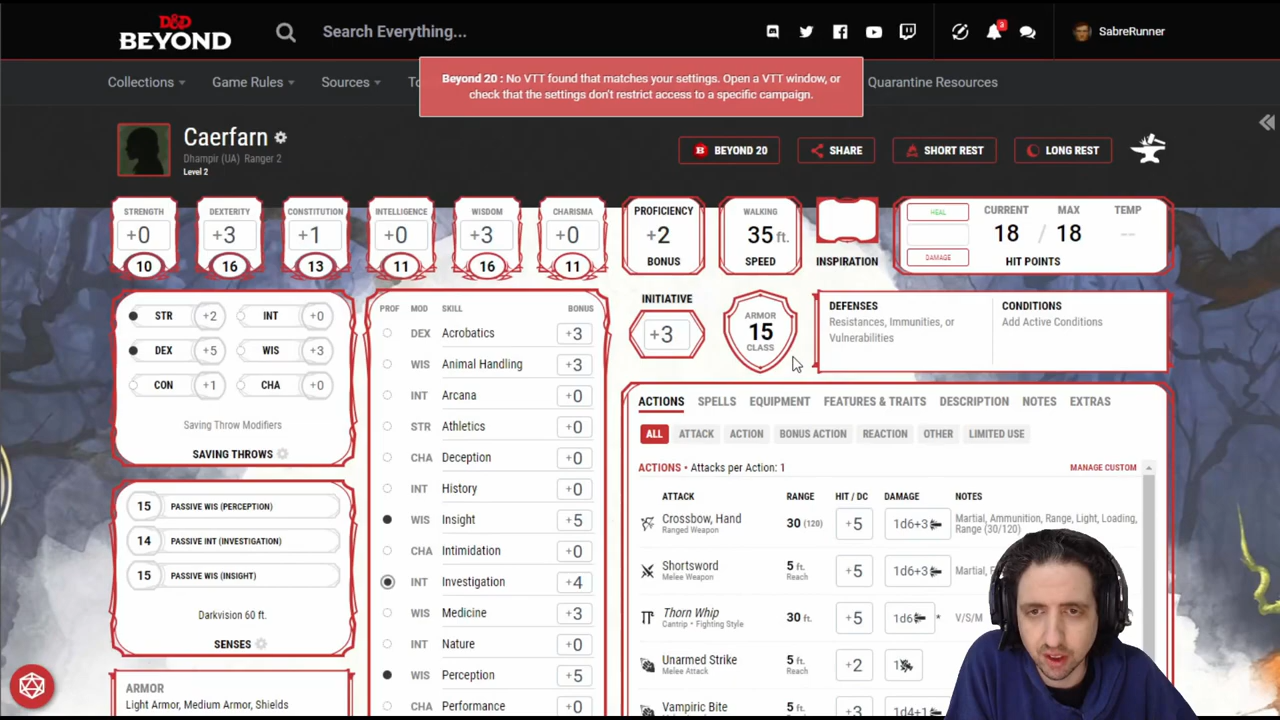 D&D
BEYOND
Search Everything...
3
SabreRunner
Collections
Game Rules
Sources
To
Quarantine Resources
Beyond 20 : No VTT found that matches your settings. Open a VTT window, or
check that the settings don't restrict access to a specific campaign.
Caerfarn
Dhampir (UA) Ranger 2
Level 2
BEYOND 20
SHARE
SHORT REST
LONG REST
STRENGTH
+0
10
DEXTERITY
+3
16
CONSTITUTION
+1
13
INTELLIGENCE
+0
11
WISDOM
+3
16
CHARISMA
+0
11
PROFICIENCY
+2
BONUS
WALKING
35 ft.
SPEED
INSPIRATION
HEAL
DAMAGE
CURRENT
18
/
MAX
18
TEMP
--
HIT POINTS
STR +2
INT +0
DEX +5
WIS +3
CON +1
CHA +0
Saving Throw Modifiers
SAVING THROWS
15 PASSIVE WIS (PERCEPTION)
14 PASSIVE INT (INVESTIGATION)
15 PASSIVE WIS (INSIGHT)
Darkvision 60 ft.
SENSES
ARMOR
Light Armor, Medium Armor, Shields
PROF MOD SKILL BONUS
DEX Acrobatics +3
WIS Animal Handling +3
INT Arcana +0
STR Athletics +0
CHA Deception +0
INT History +0
WIS Insight +5
CHA Intimidation +0
INT Investigation +4
WIS Medicine +3
INT Nature +0
WIS Perception +5
CHA Performance +0
INITIATIVE
+3
ARMOR
15
CLASS
DEFENSES
Resistances, Immunities, or
Vulnerabilities
CONDITIONS
Add Active Conditions
ACTIONS SPELLS EQUIPMENT FEATURES & TRAITS DESCRIPTION NOTES EXTRAS
ALL ATTACK ACTION BONUS ACTION REACTION OTHER LIMITED USE
ACTIONS • Attacks per Action: 1
MANAGE CUSTOM
ATTACK RANGE HIT / DC DAMAGE NOTES
Crossbow, Hand
Ranged Weapon
30 (120)
+5
1d6+3
Martial, Ammunition, Range, Light, Loading,
Range (30/120)
Shortsword
Melee Weapon
5 ft.
Reach
+5
1d6+3
Martial,
Thorn Whip
Cantrip • Fighting Style
30 ft.
+5
1d6
*
V/S/M
Unarmed Strike
Melee Attack
5 ft.
Reach
+2
1
Vampiric Bite
5 ft.
+3
1d4+1